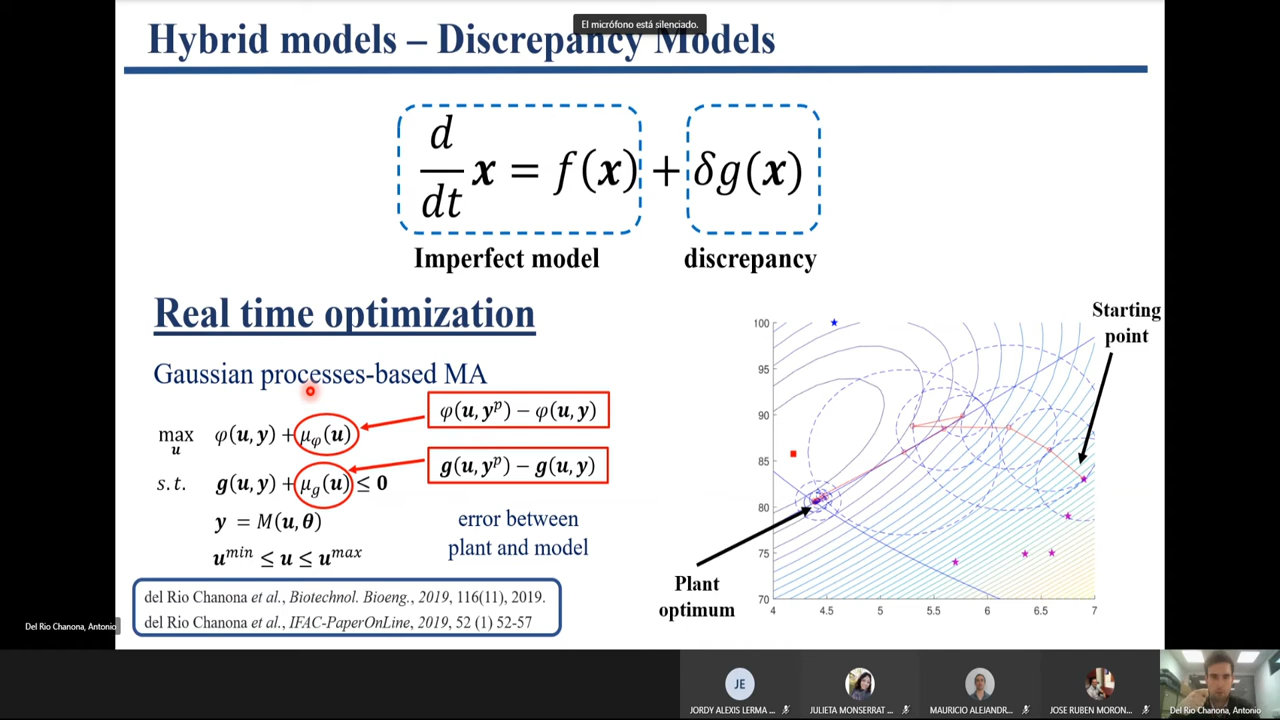 El micrófono está silenciado.
Hybrid models – Discrepancy Models
d/dt x = f(x) + δg(x)
Imperfect model
discrepancy
Real time optimization
Gaussian processes-based MA
max u φ(u, y) + μφ(u)
φ(u, y^p) − φ(u, y)
s.t. g(u, y) + μg(u) ≤ 0
g(u, y^p) − g(u, y)
y = M(u, θ)
u^min ≤ u ≤ u^max
error between
plant and model
del Rio Chanona et al., Biotechnol. Bioeng., 2019, 116(11), 2019.
del Rio Chanona et al., IFAC-PaperOnLine, 2019, 52 (1) 52-57
Starting
point
Plant
optimum
100
95
90
85
80
75
70
4 4.5 5 5.5 6 6.5 7
Del Rio Chanona, Antonio
JE
JORDY ALEXIS LERMA ...
JULIETA MONSERRAT ...
MAURICIO ALEJANDR...
JOSE RUBEN MORON...
Del Rio Chanona, Antonio